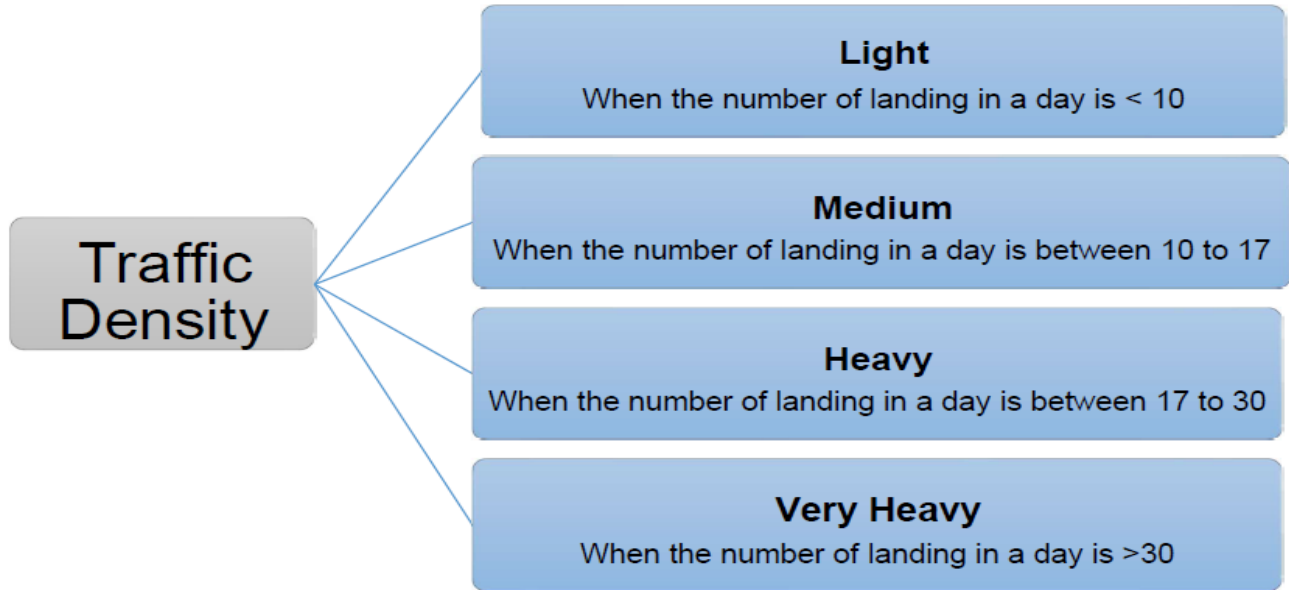 Traffic
Density
Light
When the number of landing in a day is < 10
Medium
When the number of landing in a day is between 10 to 17
Heavy
When the number of landing in a day is between 17 to 30
Very Heavy
When the number of landing in a day is >30